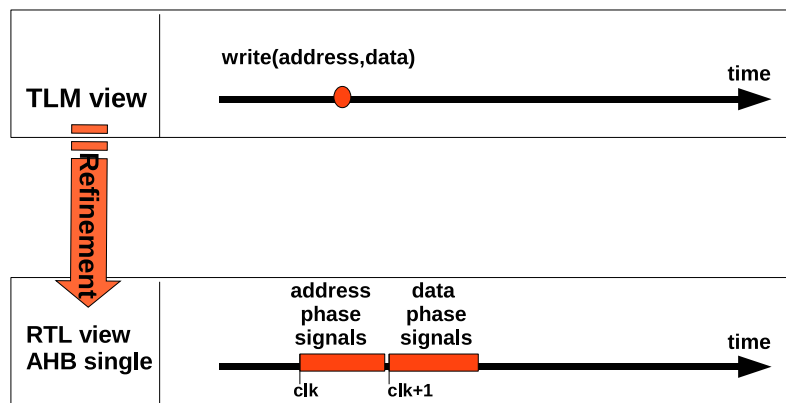 write(address,data)
time
TLM view
Refinement
address
phase
signals
data
phase
signals
time
RTL view
AHB single
clk
clk+1